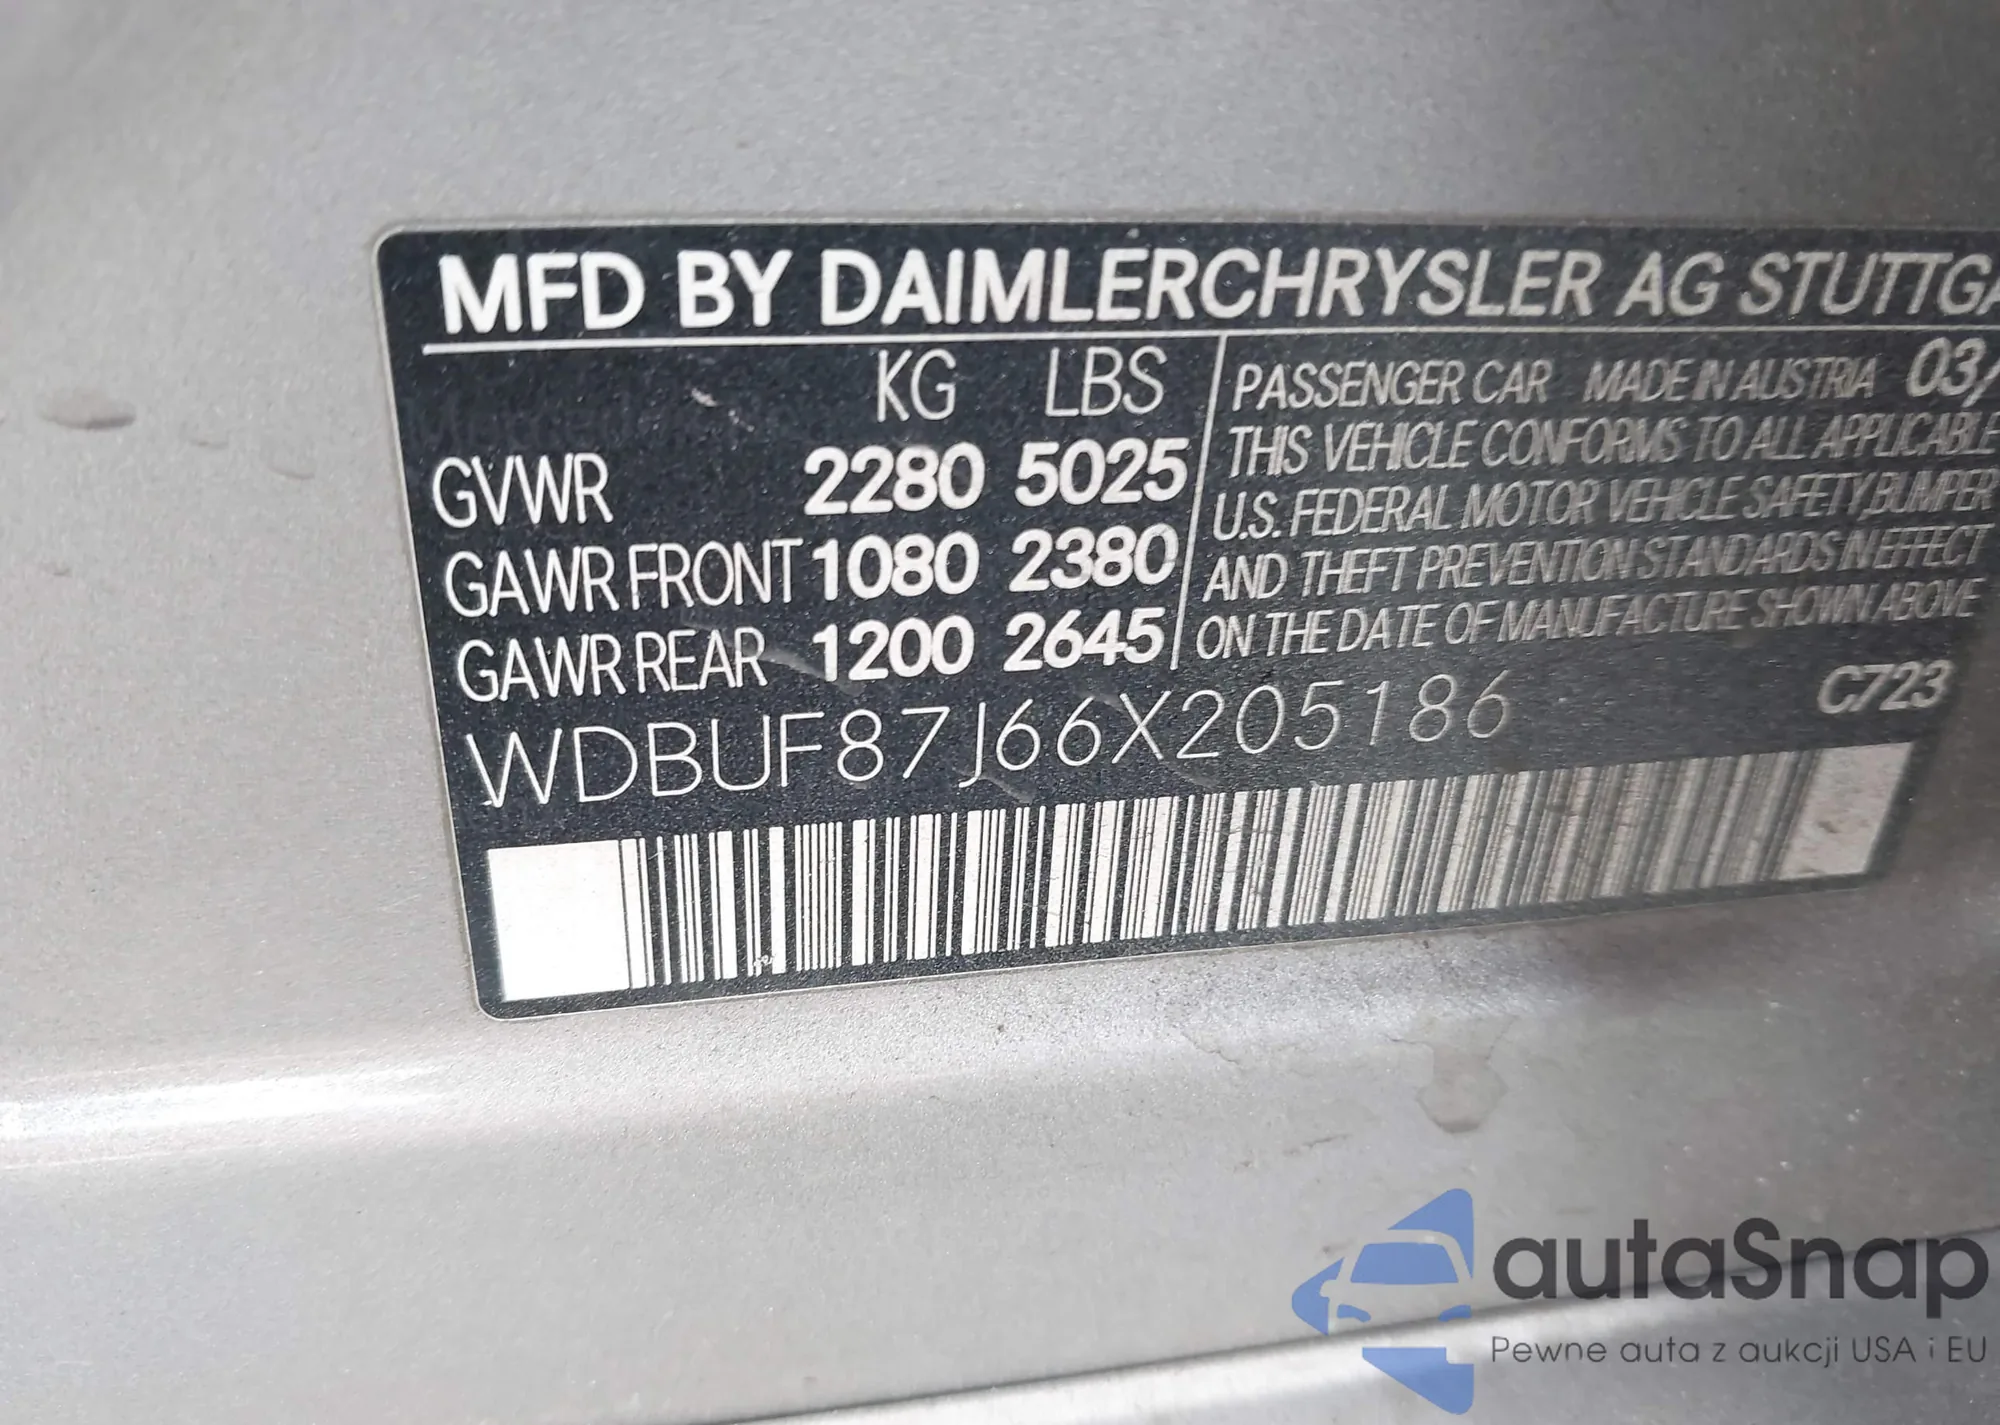 MFD BY DAIMLERCHRYSLER AG STUTTGA
KG LBS
GVWR 2280 5025
GAWR FRONT 1080 2380
GAWR REAR 1200 2645
PASSENGER CAR MADE IN AUSTRIA 03/
THIS VEHICLE CONFORMS TO ALL APPLICABLE
U.S. FEDERAL MOTOR VEHICLE SAFETY,BUMPER
AND THEFT PREVENTION STANDARDS IN EFFECT
ON THE DATE OF MANUFACTURE SHOWN ABOVE
WDBUF87J66X205186 C723
autaSnap
Pewne auta z aukcji USA i EU